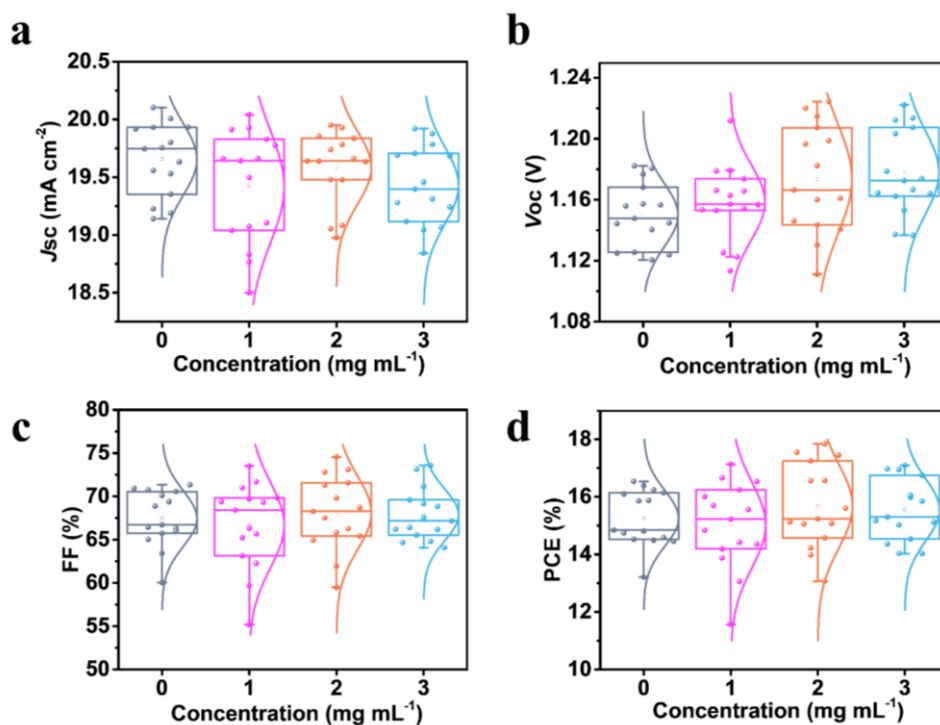 a
20.5
20.0
19.5
19.0
18.5
Jsc (mA cm⁻²)
0 1 2 3
Concentration (mg mL⁻¹)
b
1.24
1.20
1.16
1.12
1.08
Voc (V)
0 1 2 3
Concentration (mg mL⁻¹)
c
80
75
70
65
60
55
50
FF (%)
0 1 2 3
Concentration (mg mL⁻¹)
d
18
16
14
12
10
PCE (%)
0 1 2 3
Concentration (mg mL⁻¹)